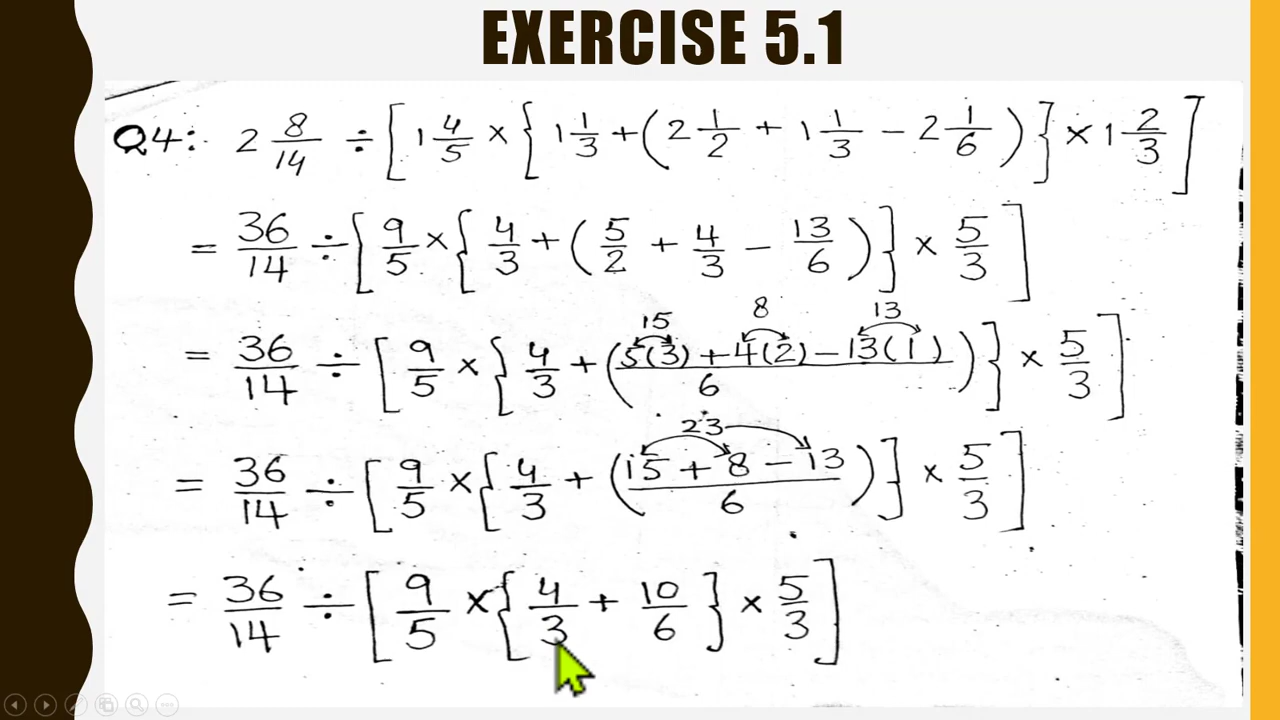 EXERCISE 5.1
Q4: 2 8/14 ÷ [ 1 4/5 × { 1 1/3 + ( 2 1/2 + 1 1/3 − 2 1/6 ) } × 1 2/3 ]
= 36/14 ÷ [ 9/5 × { 4/3 + ( 5/2 + 4/3 − 13/6 ) } × 5/3 ]
15 8 13
= 36/14 ÷ [ 9/5 × { 4/3 + ( 5(3) + 4(2) − 13(1) / 6 ) } × 5/3 ]
23
= 36/14 ÷ [ 9/5 × { 4/3 + ( 15 + 8 − 13 / 6 ) } × 5/3 ]
= 36/14 ÷ [ 9/5 × { 4/3 + 10/6 } × 5/3 ]